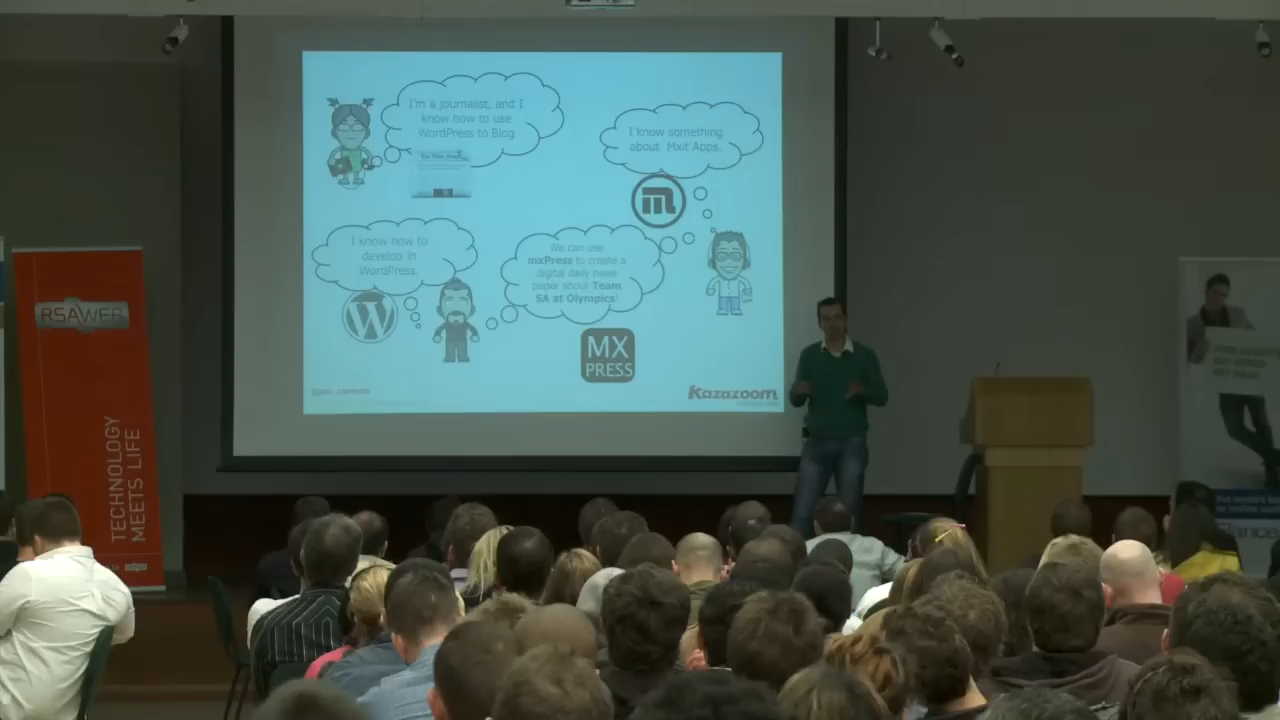 I'm a journalist, and I
know how to use
WordPress to Blog
I know something
about Mxit Apps.
I know how to
develop in
WordPress.
We can use
mxPress to create a
digital daily news
paper about Team
SA at Olympics!
MX
PRESS
Kazazoom
RSAWEB
TECHNOLOGY
MEETS LIFE